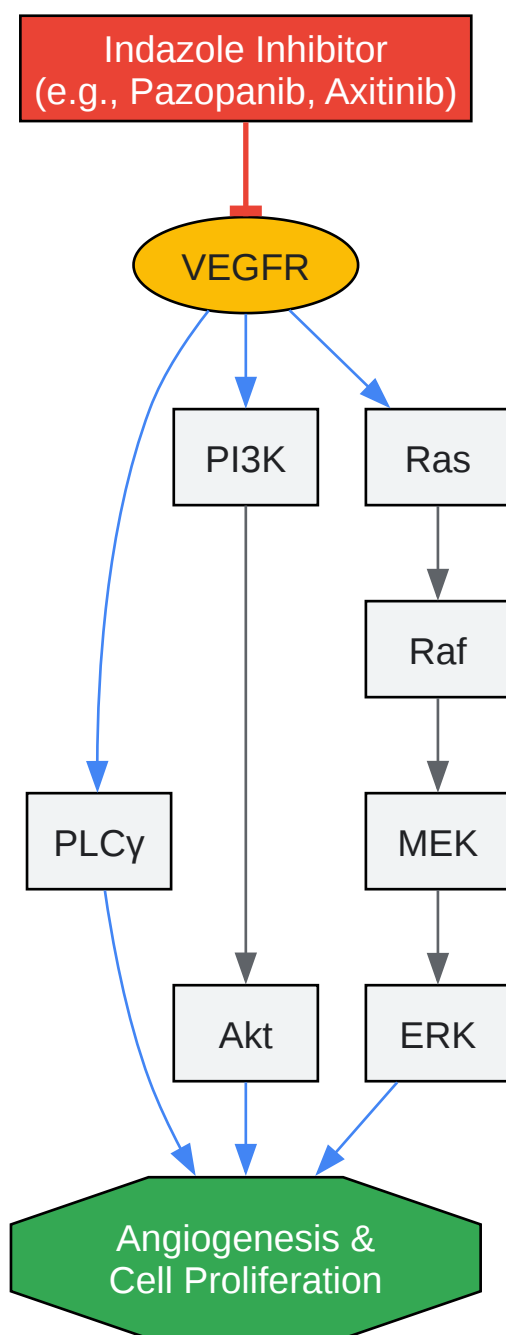 Indazole Inhibitor
(e.g., Pazopanib, Axitinib)
VEGFR
PI3K
Ras
Raf
PLCγ
MEK
Akt
ERK
Angiogenesis &
Cell Proliferation